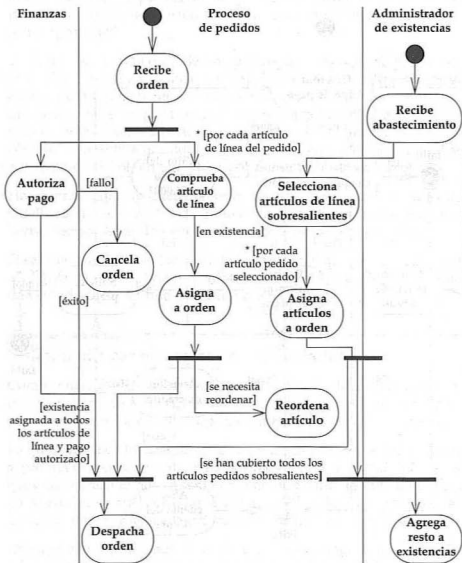 Finanzas
Proceso
de pedidos
Administrador
de existencias
Recibe
orden
Recibe
abastecimiento
* [por cada artículo
de línea del pedido]
Autoriza
pago
[fallo]
Comprueba
artículo
de línea
Selecciona
artículos de línea
sobresalientes
[en existencia]
Cancela
orden
* [por cada
artículo pedido
seleccionado]
[éxito]
Asigna
a orden
Asigna
artículos
a orden
[se necesita
reordenar]
Reordena
artículo
[existencia
asignada a todos
los artículos de
línea y pago
autorizado]
[se han cubierto todos los
artículos pedidos sobresalientes]
Despacha
orden
Agrega
resto a
existencias